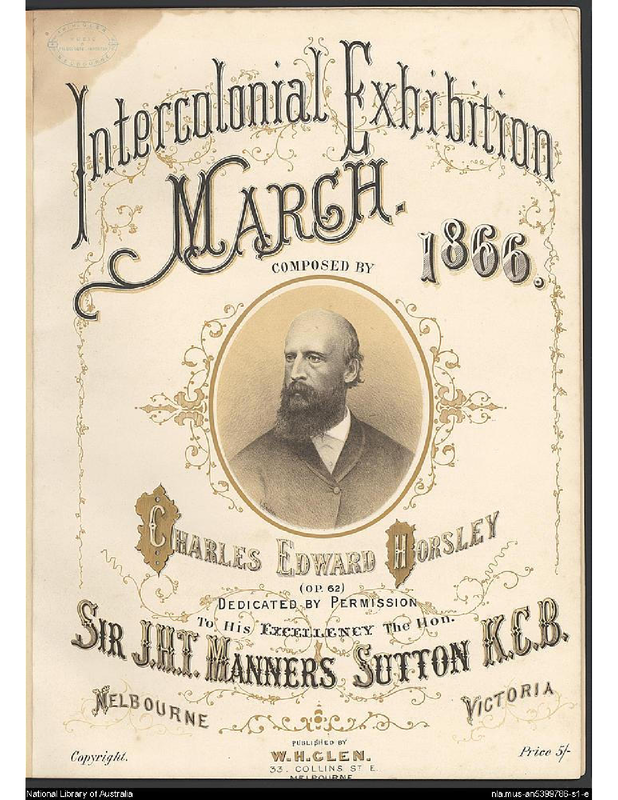 Intercolonial Exhibition
MARCH.
1866.
COMPOSED BY
CHARLES EDWARD HORSLEY
(OP. 62)
DEDICATED BY PERMISSION
To His EXCELLENCY The Hon.
SIR J.H.T. MANNERS SUTTON K.C.B.
MELBOURNE
VICTORIA
PUBLISHED BY
W.H.GLEN.
33. COLLINS ST E.
MELBOURNE
Copyright.
Price 5/-
National Library of Australia
nla.mus-an5399786-s1-e